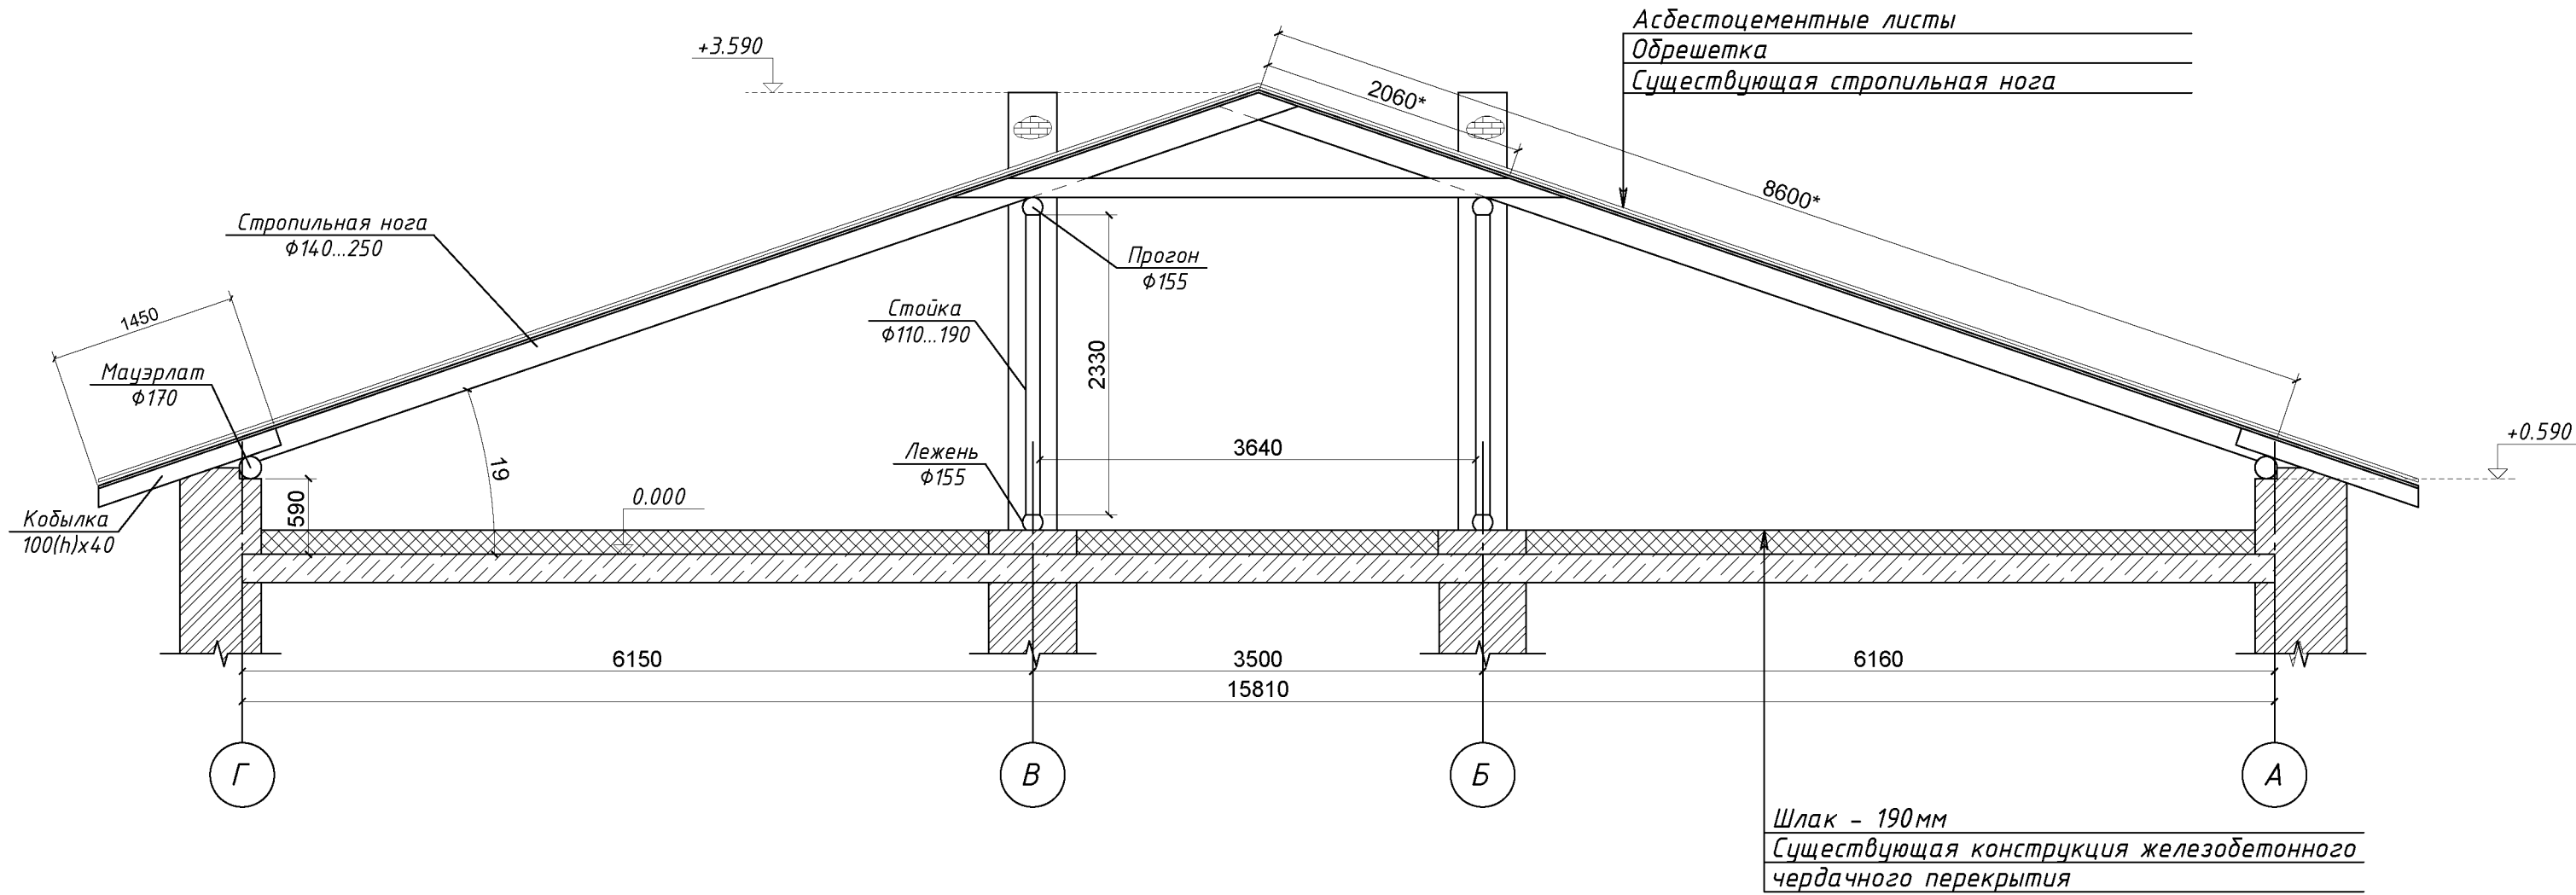 Асбестоцементные листы
Обрешетка
Существующая стропильная нога
+3.590
2060*
8600*
Стропильная нога
Ф140...250
Прогон
Ф155
1450
Стойка
Ф110...190
2330
Мауэрлат
Ф170
+0.590
3640
Лежень
Ф155
19
590
0.000
Кобылка
100(h)x40
6150
3500
6160
15810
Г
В
Б
А
Шлак - 190мм
Существующая конструкция железобетонного
чердачного перекрытия